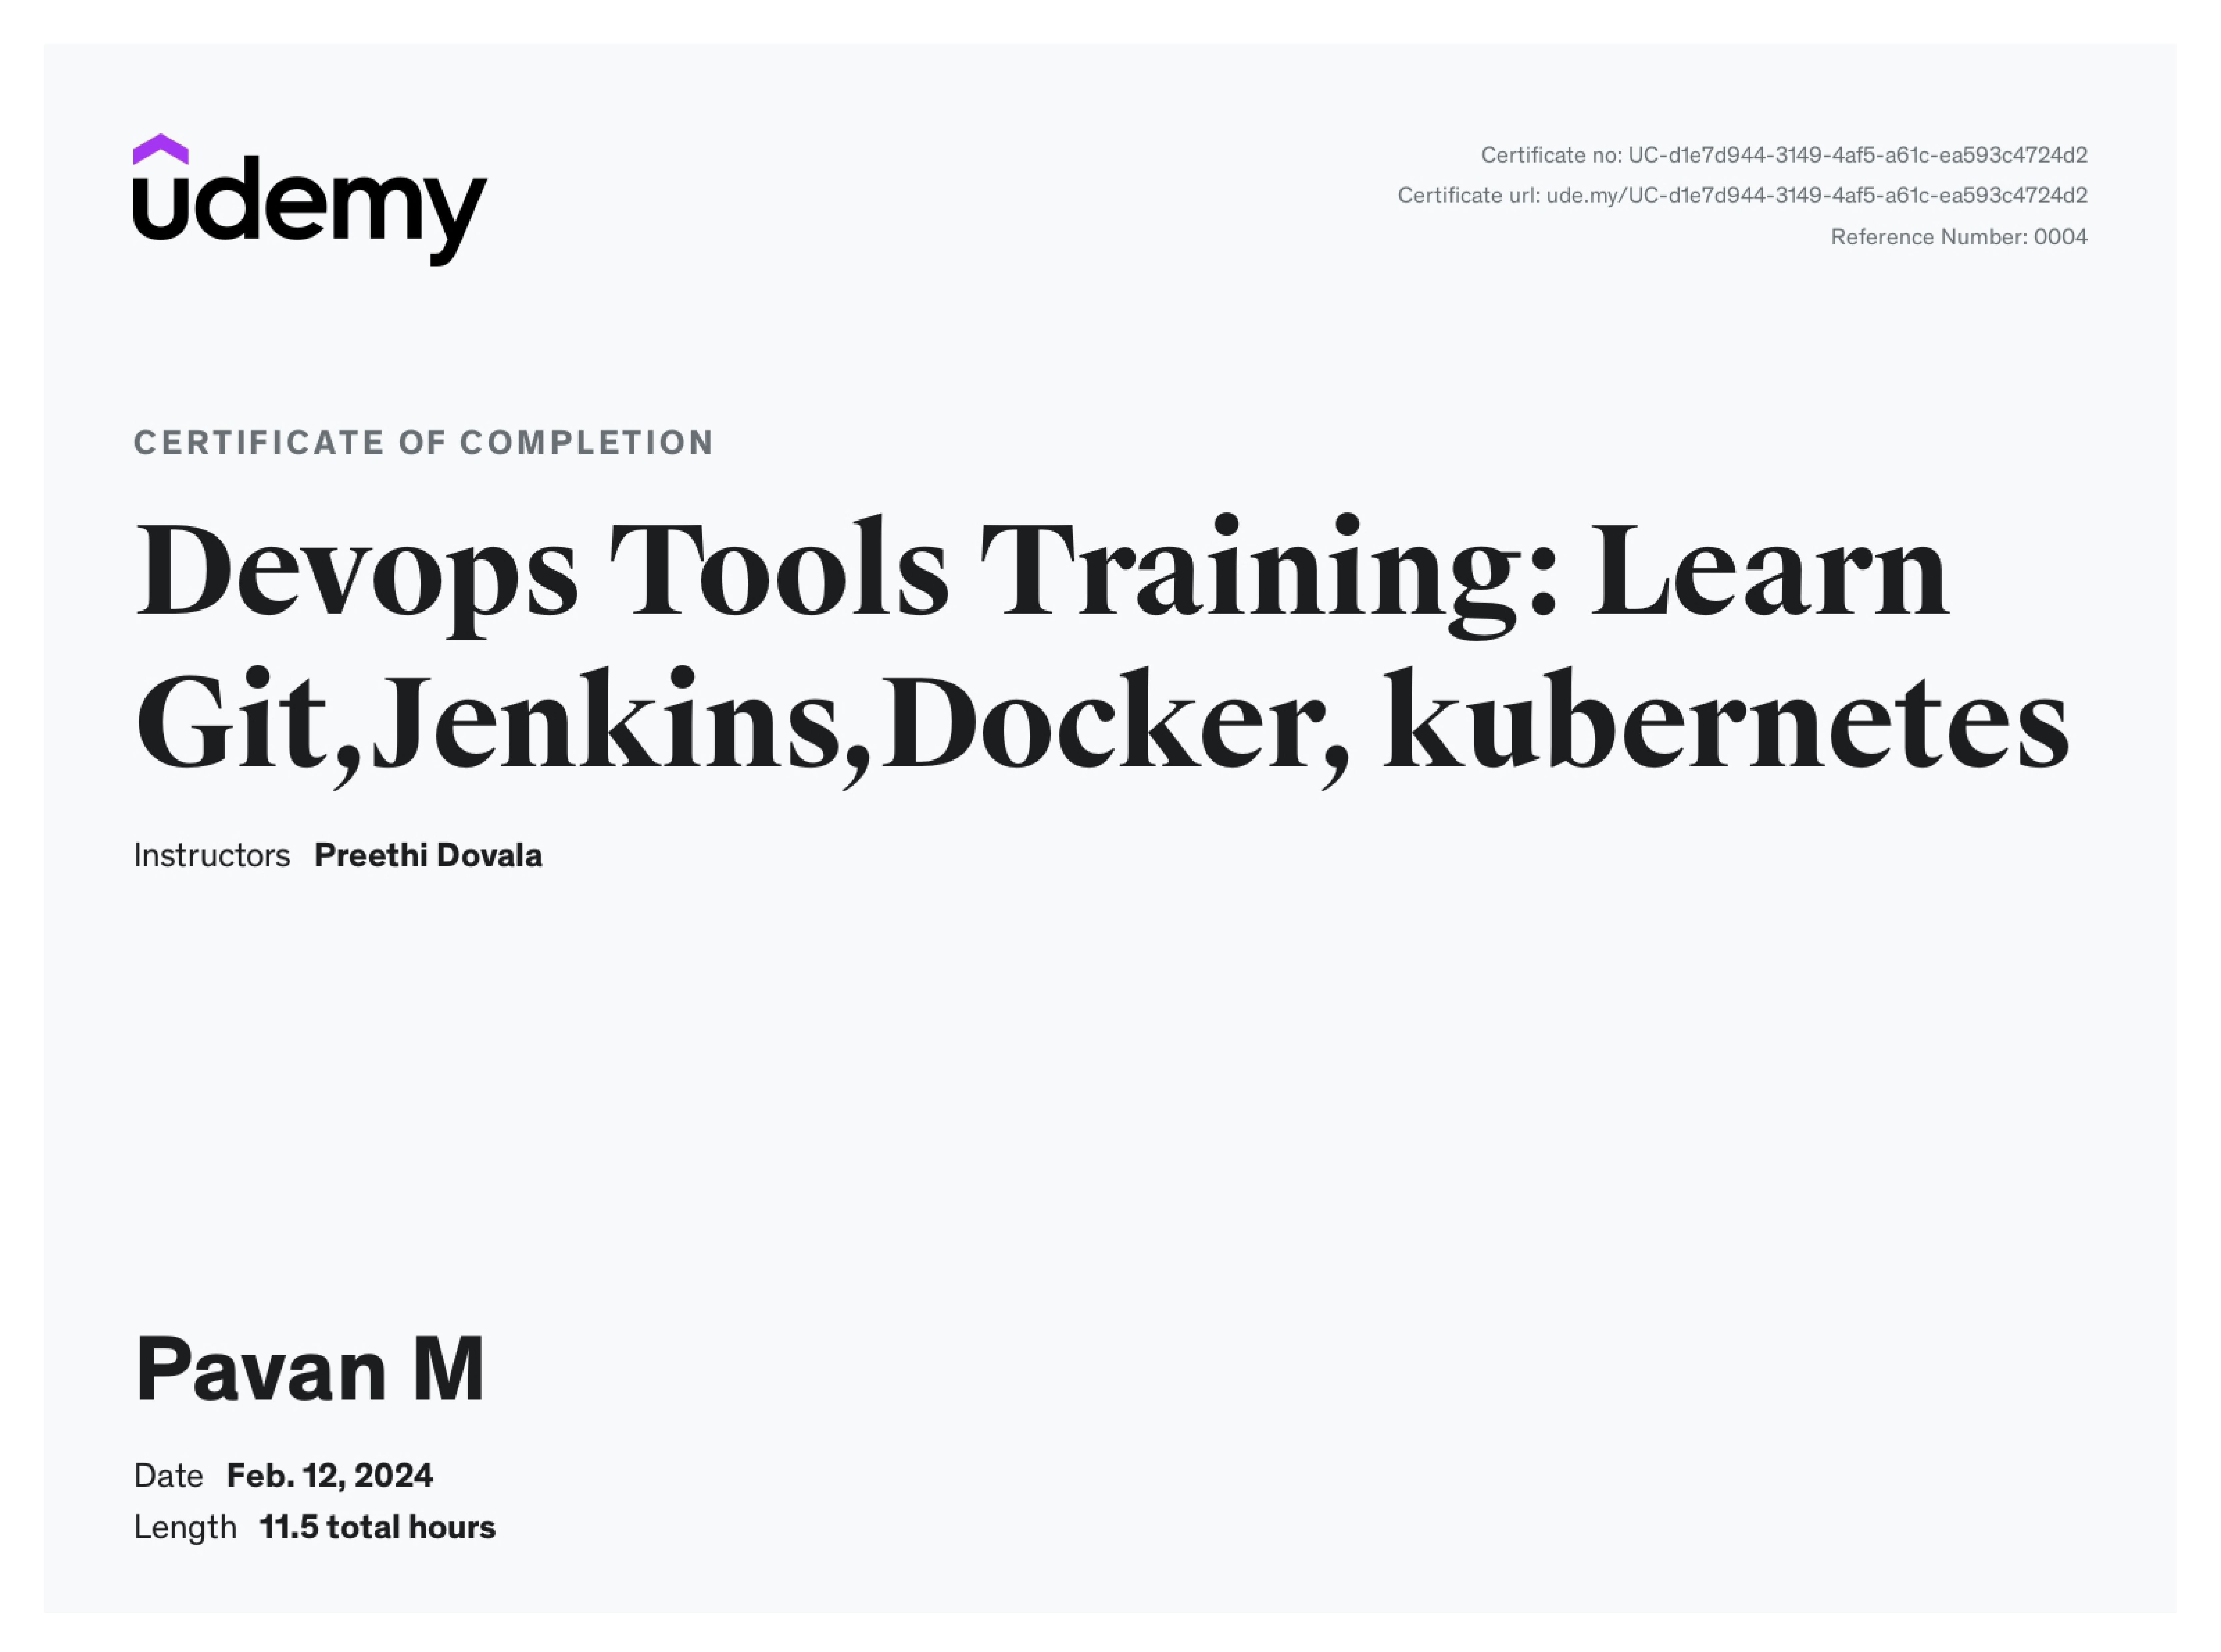 udemy
Certificate no: UC-d1e7d944-3149-4af5-a61c-ea593c4724d2
Certificate url: ude.my/UC-d1e7d944-3149-4af5-a61c-ea593c4724d2
Reference Number: 0004
CERTIFICATE OF COMPLETION
Devops Tools Training: Learn
Git,Jenkins,Docker, kubernetes
Instructors Preethi Dovala
Pavan M
Date Feb. 12, 2024
Length 11.5 total hours